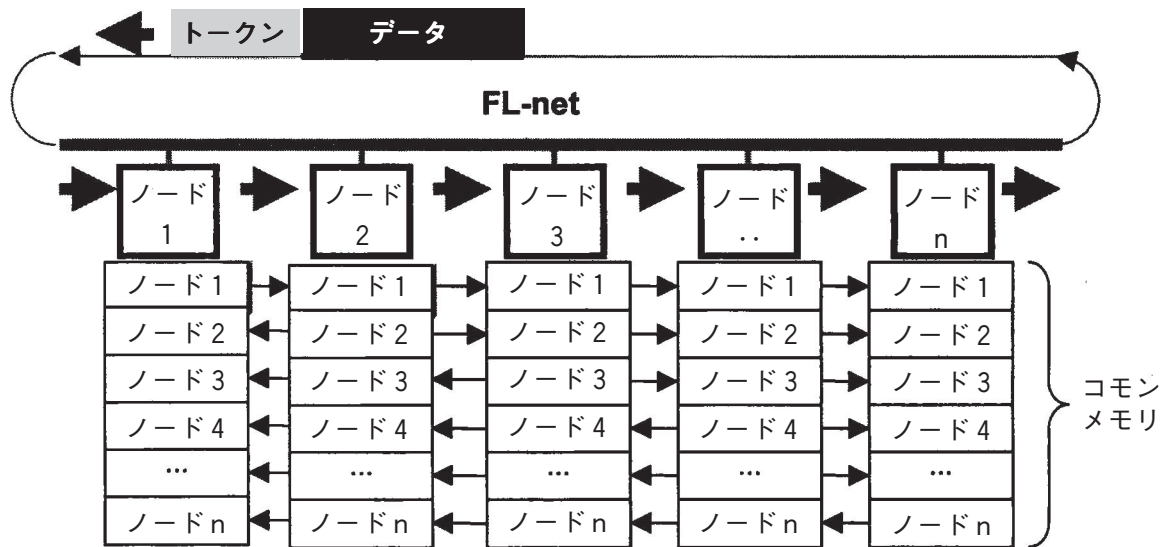 トークン データ
FL-net
ノード ノード ノード ノード ノード
1 2 3 ‥ n
ノード1 ノード1 ノード1 ノード1 ノード1
ノード2 ノード2 ノード2 ノード2 ノード2
ノード3 ノード3 ノード3 ノード3 ノード3
ノード4 ノード4 ノード4 ノード4 ノード4
… … … … …
ノードn ノードn ノードn ノードn ノードn
コモン
メモリ